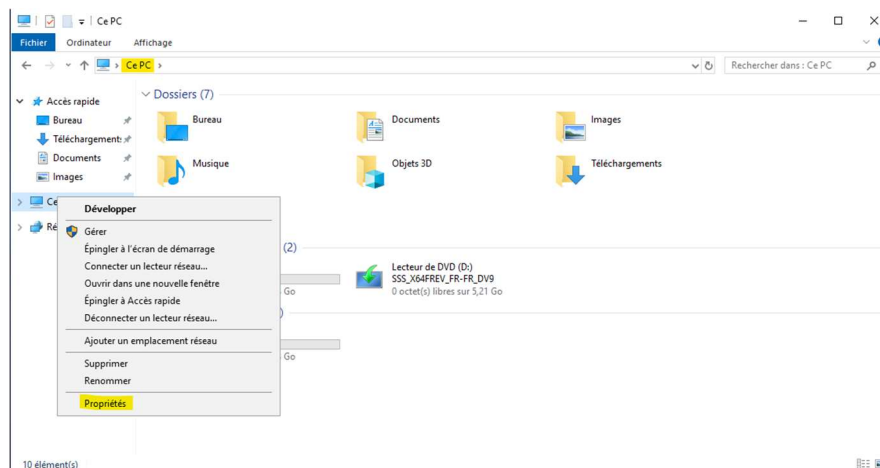 Ce PC
Fichier Ordinateur Affichage
Ce PC
Rechercher dans : Ce PC
Accès rapide
Bureau
Téléchargements
Documents
Images
Ce
Ré
Dossiers (7)
Bureau
Documents
Images
Musique
Objets 3D
Téléchargements
Développer
Gérer
Épingler à l'écran de démarrage
Connecter un lecteur réseau...
Ouvrir dans une nouvelle fenêtre
Épingler à Accès rapide
Déconnecter un lecteur réseau...
Ajouter un emplacement réseau
Supprimer
Renommer
Propriétés
(2)
Go
Lecteur de DVD (D:)
SSS_X64FREV_FR-FR_DV9
0 octet(s) libres sur 5,21 Go
)
Go
10 élément(s)